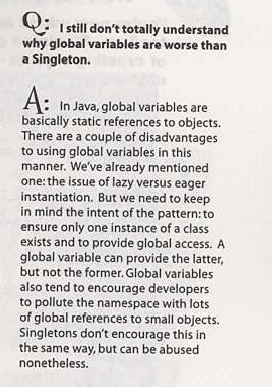 Q: I still don't totally understand
why global variables are worse than
a Singleton.
A: In Java, global variables are
basically static references to objects.
There are a couple of disadvantages
to using global variables in this
manner. We've already mentioned
one: the issue of lazy versus eager
instantiation. But we need to keep
in mind the intent of the pattern: to
ensure only one instance of a class
exists and to provide global access. A
global variable can provide the latter,
but not the former. Global variables
also tend to encourage developers
to pollute the namespace with lots
of global references to small objects.
Singletons don't encourage this in
the same way, but can be abused
nonetheless.